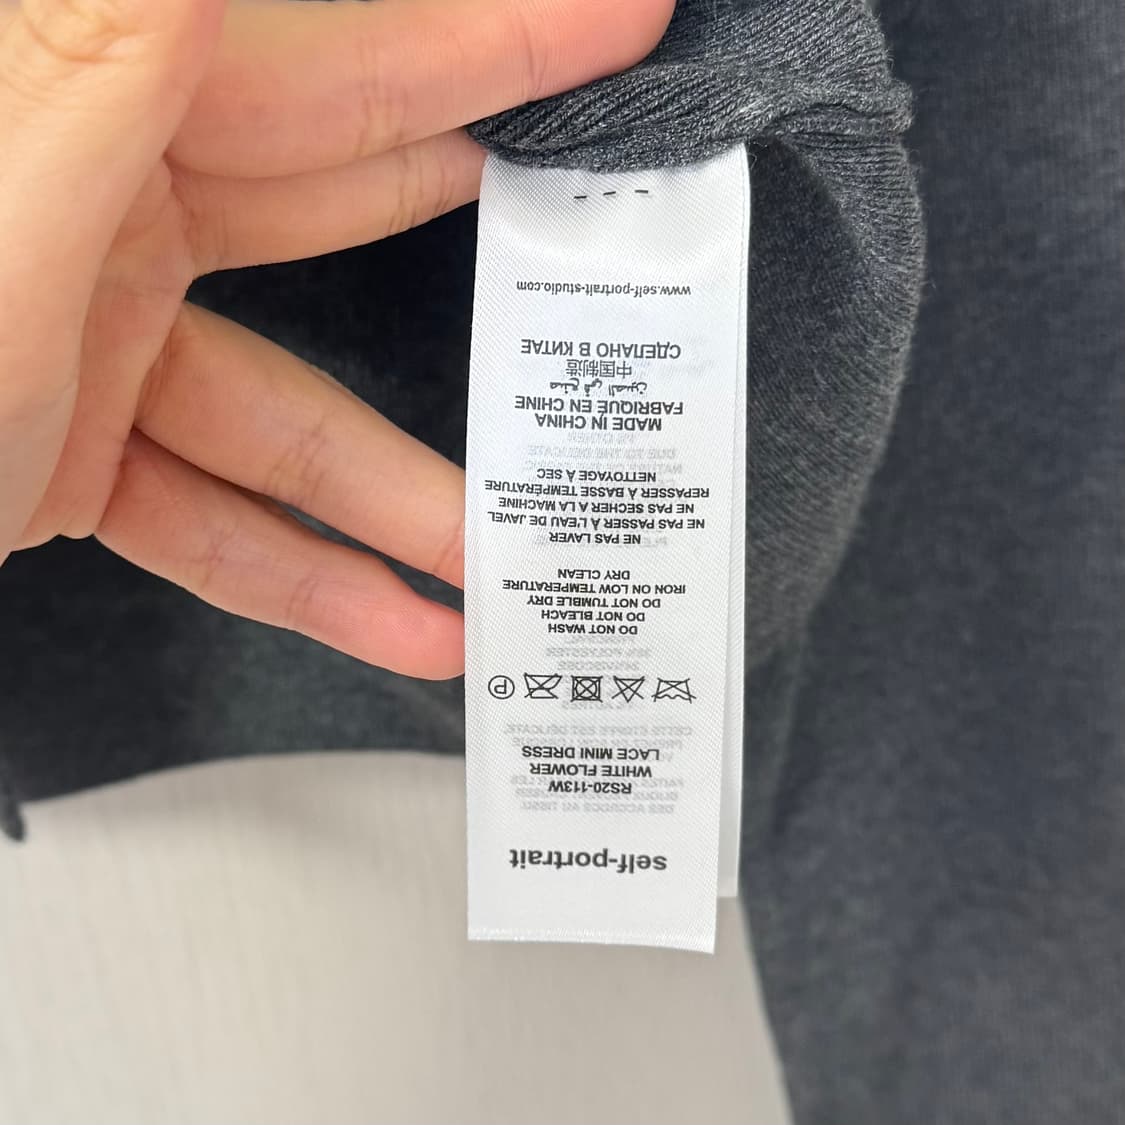 self-portrait
RS20-113W
WHITE FLOWER
LACE MINI DRESS
P
DO NOT WASH
DO NOT BLEACH
DO NOT TUMBLE DRY
IRON ON LOW TEMPERATURE
DRY CLEAN
NE PAS LAVER
NE PAS PASSER À L'EAU DE JAVEL
NE PAS SECHER A LA MACHINE
REPASSER À BASSE TEMPÉRATURE
NETTOYAGE À SEC
MADE IN CHINA
FABRIQUÉ EN CHINE
صنع في الصين
中国制造
СДЕЛАНО В КИТАЕ
www.self-portrait-studio.com